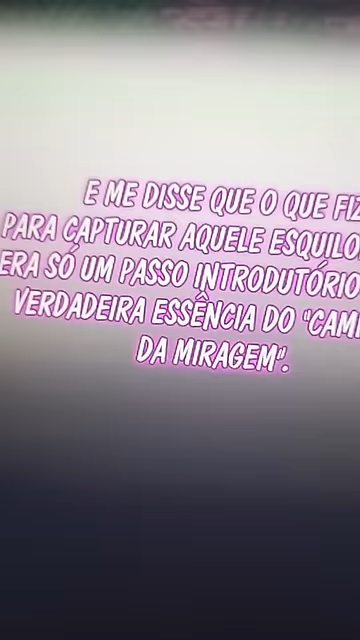 E ME DISSE QUE O QUE FIZ
PARA CAPTURAR AQUELE ESQUILO
ERA SÓ UM PASSO INTRODUTÓRIO
VERDADEIRA ESSÊNCIA DO "CAMI
DA MIRAGEM".